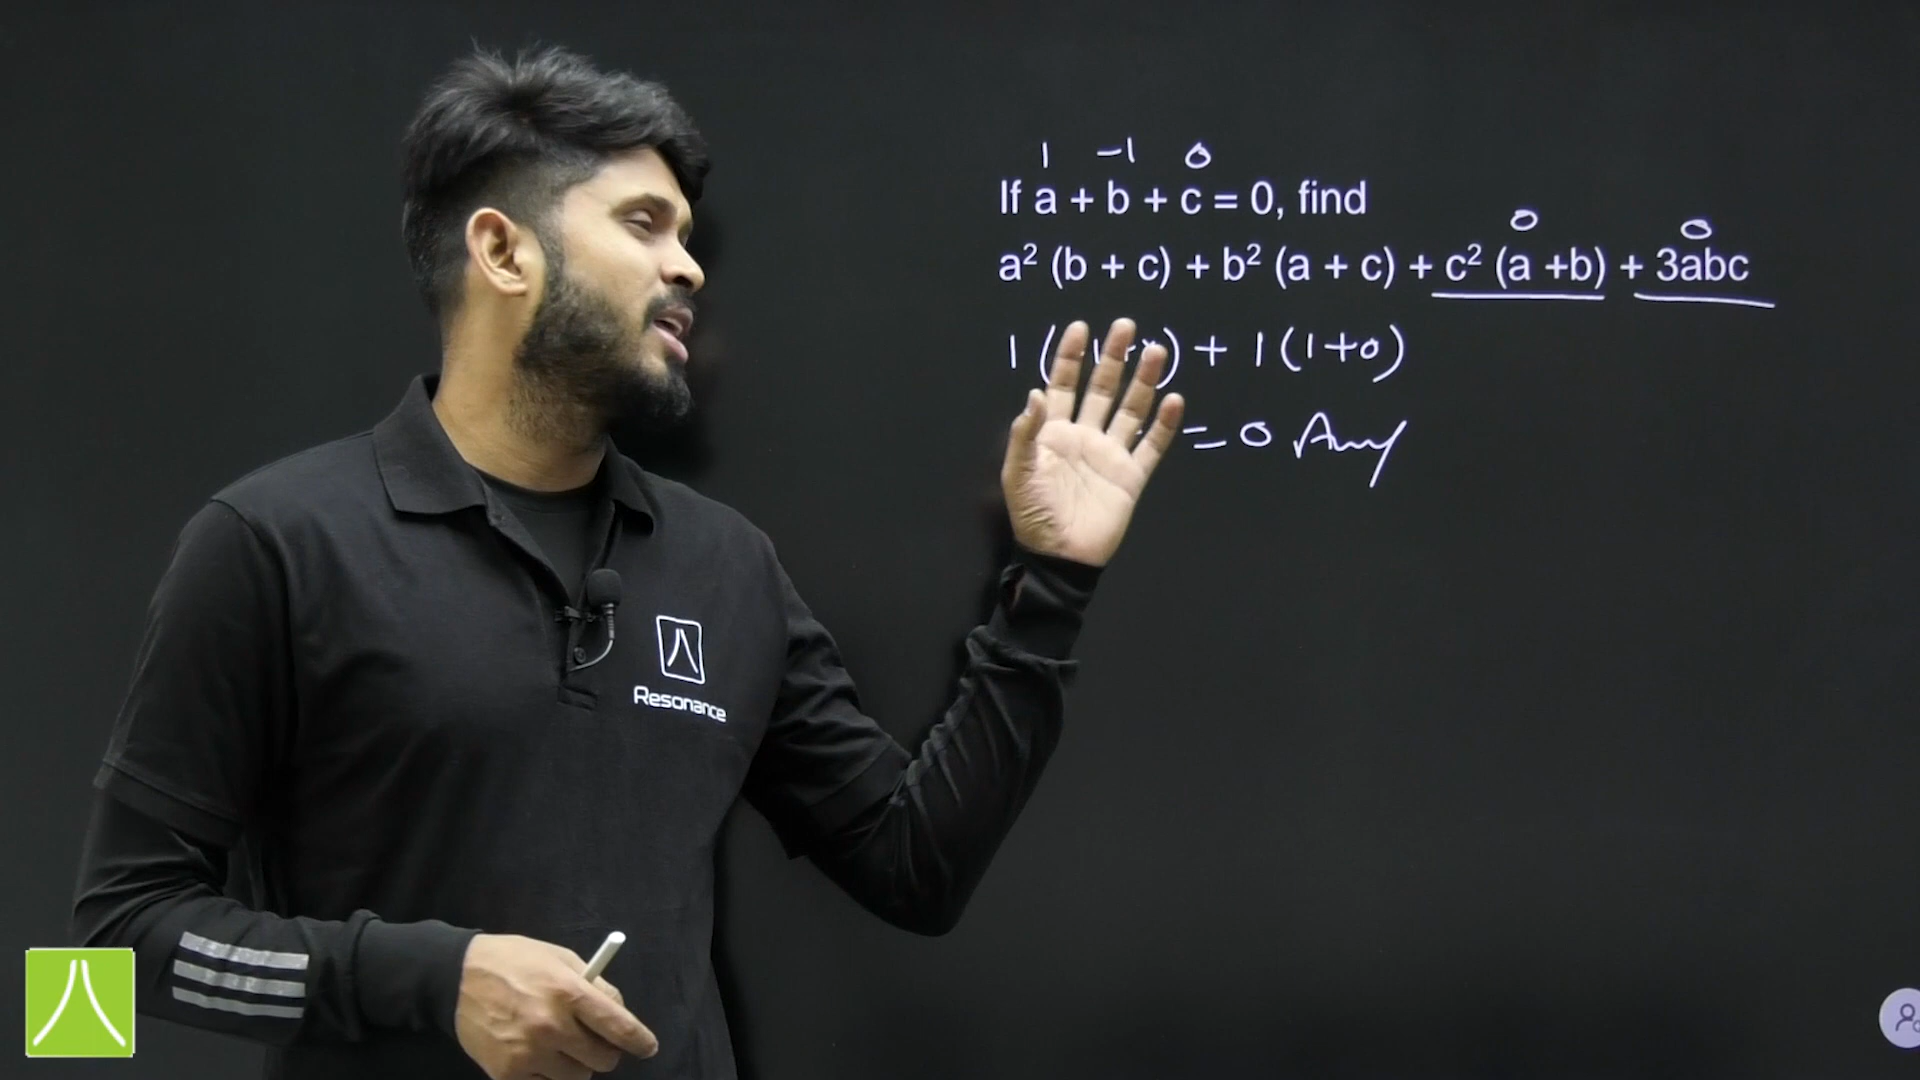 1 -1 0
If a + b + c = 0, find
0 0
a² (b + c) + b² (a + c) + c² (a +b) + 3abc
1 ( ) + 1 (1+0)
= 0 Ans
Resonance